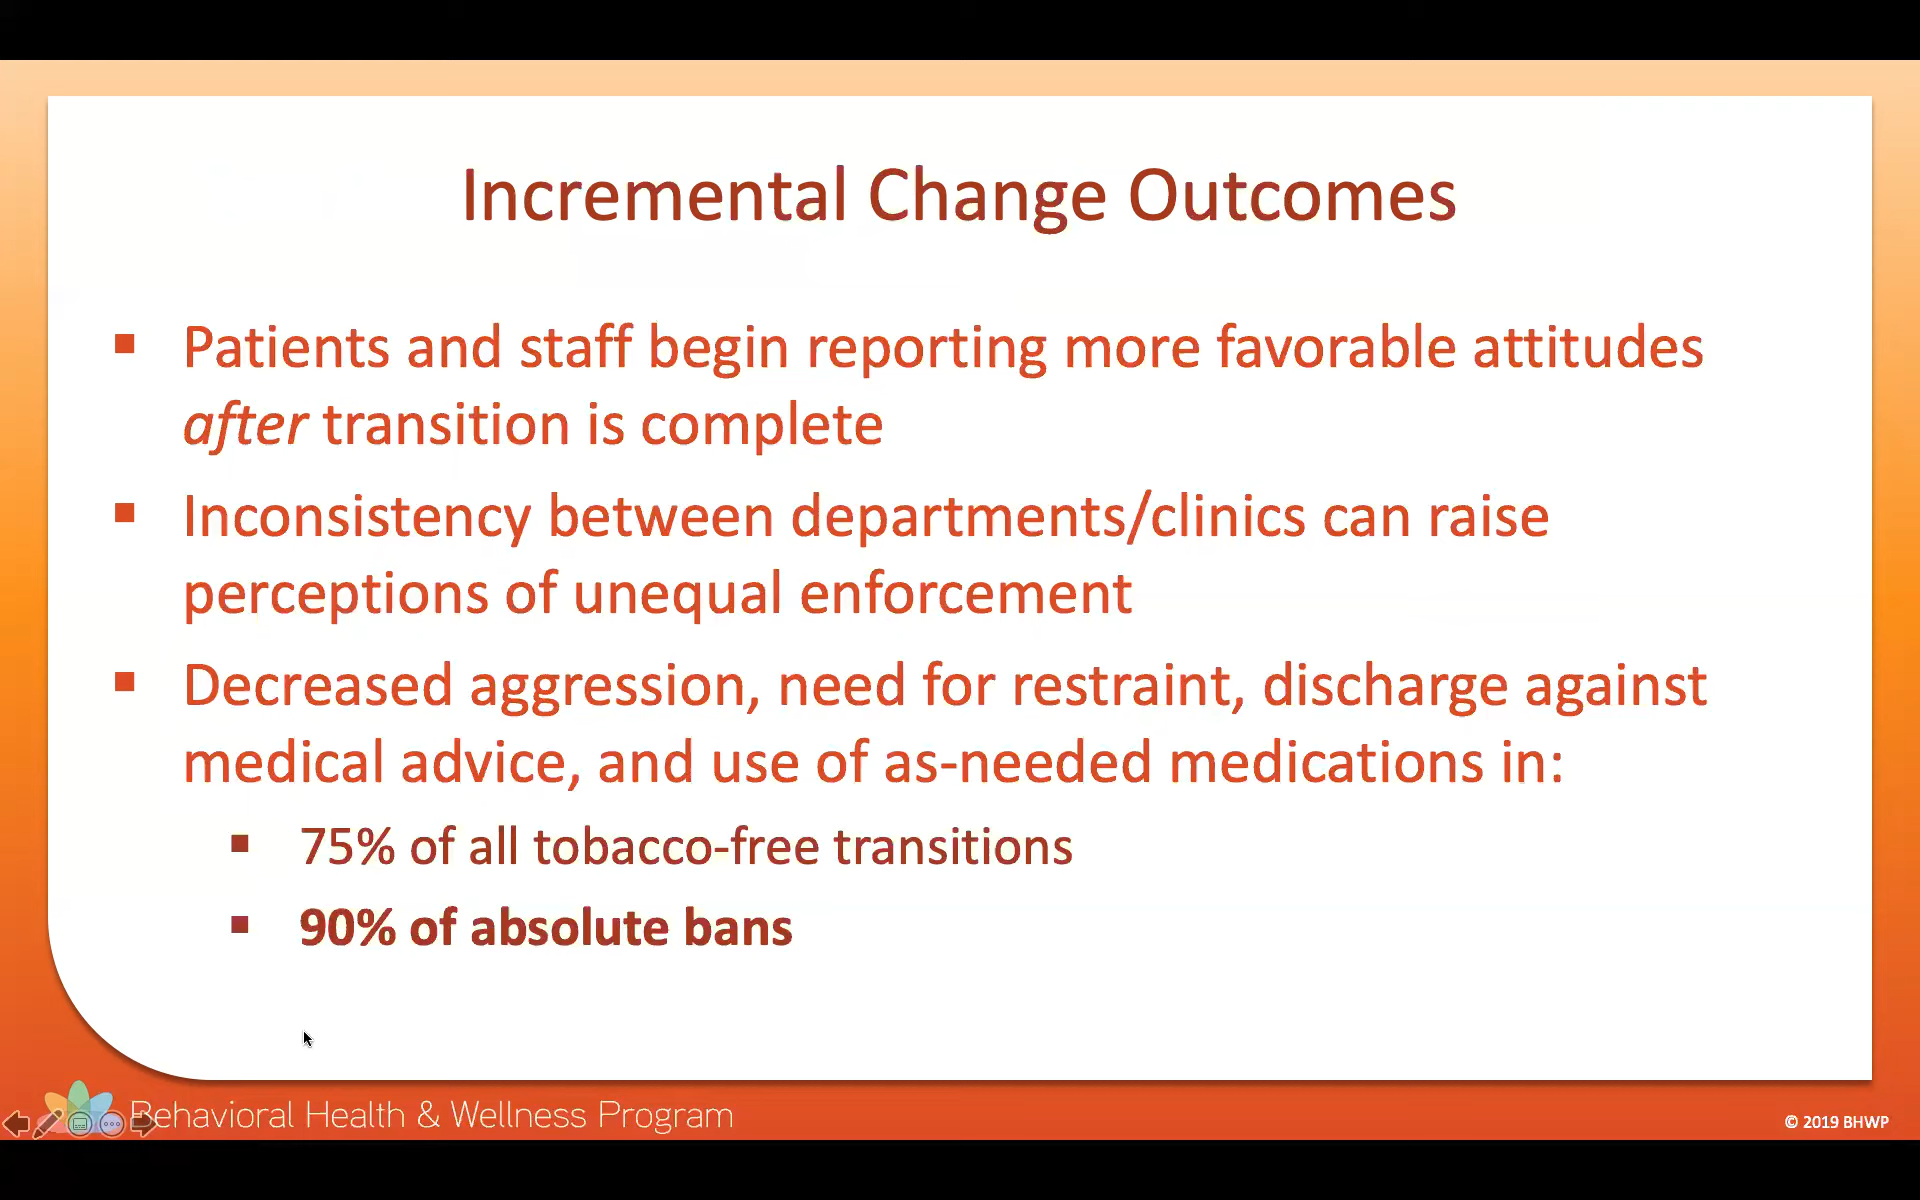 Incremental Change Outcomes
Patients and staff begin reporting more favorable attitudes
after transition is complete
Inconsistency between departments/clinics can raise
perceptions of unequal enforcement
Decreased aggression, need for restraint, discharge against
medical advice, and use of as-needed medications in:
75% of all tobacco-free transitions
90% of absolute bans
Behavioral Health & Wellness Program
© 2019 BHWP